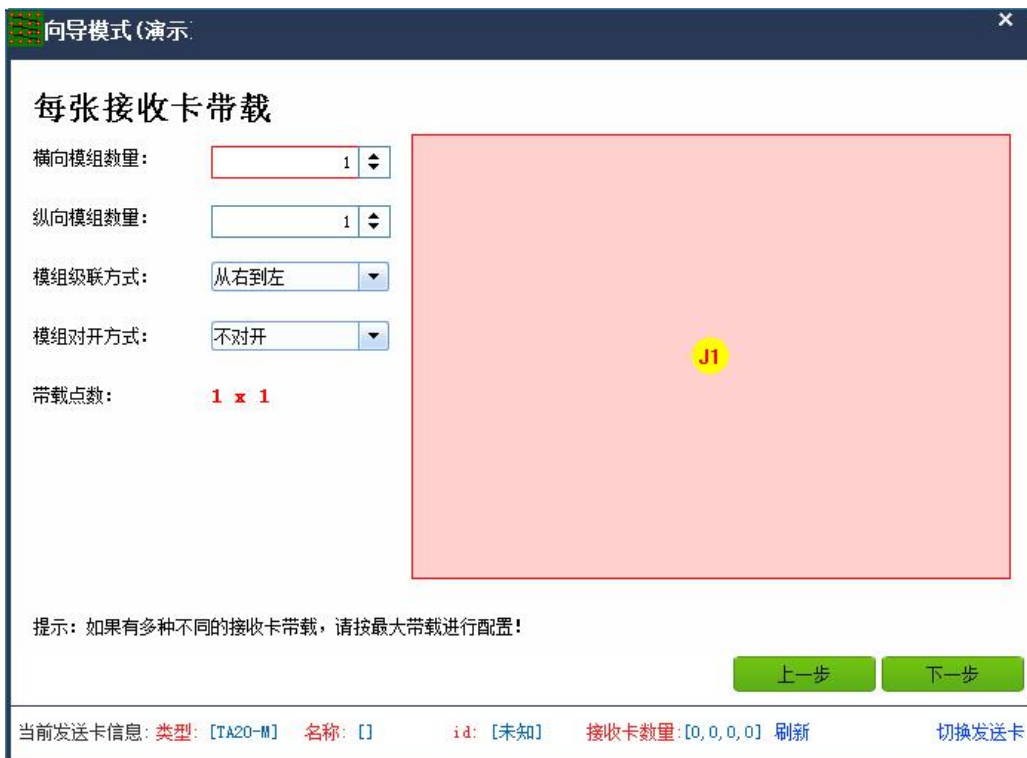 向导模式(演示
×
每张接收卡带载
横向模组数量: 1
纵向模组数量: 1
模组级联方式: 从右到左
模组对开方式: 不对开
带载点数: 1 x 1
J1
提示: 如果有多种不同的接收卡带载, 请按最大带载进行配置!
上一步 下一步
当前发送卡信息: 类型: [TA20-M] 名称: [] id: [未知] 接收卡数量:[0,0,0,0] 刷新 切换发送卡